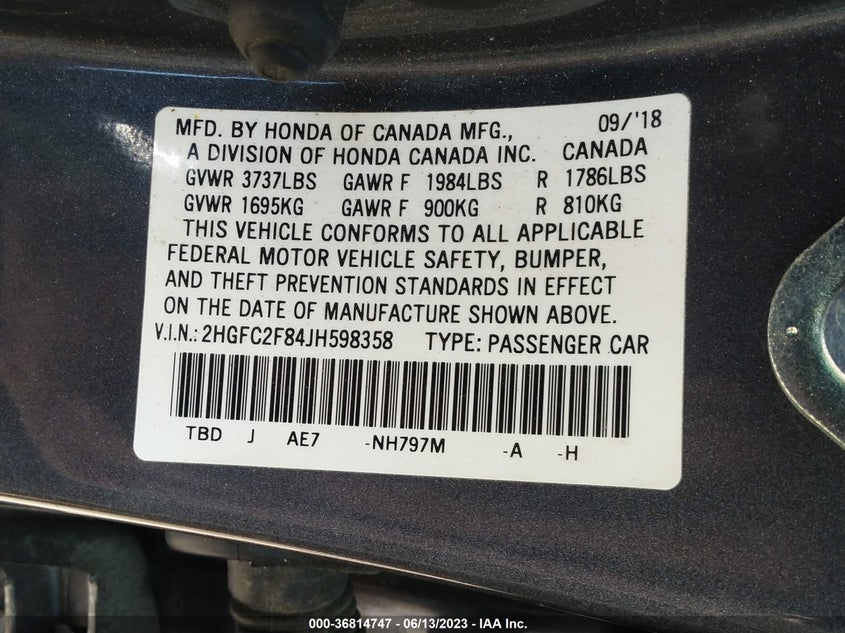 09/'18
MFD. BY HONDA OF CANADA MFG.,
A DIVISION OF HONDA CANADA INC. CANADA
GVWR 3737LBS GAWR F 1984LBS R 1786LBS
GVWR 1695KG GAWR F 900KG R 810KG
THIS VEHICLE CONFORMS TO ALL APPLICABLE
FEDERAL MOTOR VEHICLE SAFETY, BUMPER,
AND THEFT PREVENTION STANDARDS IN EFFECT
ON THE DATE OF MANUFACTURE SHOWN ABOVE.
V.I.N.: 2HGFC2F84JH598358 TYPE: PASSENGER CAR
TBD J AE7 -NH797M -A -H
000-36814747 - 06/13/2023 - IAA Inc.